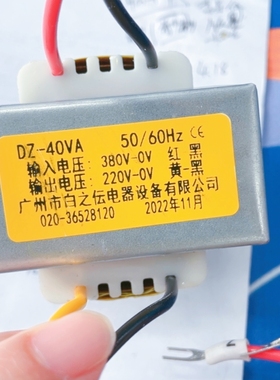 DZ-40VA 50/60Hz CE
输入电压: 380V-0V 红-黑
输出电压: 220V-0V 黄-黑
广州市白之伝电器设备有限公司
020-36528120 2022年11月